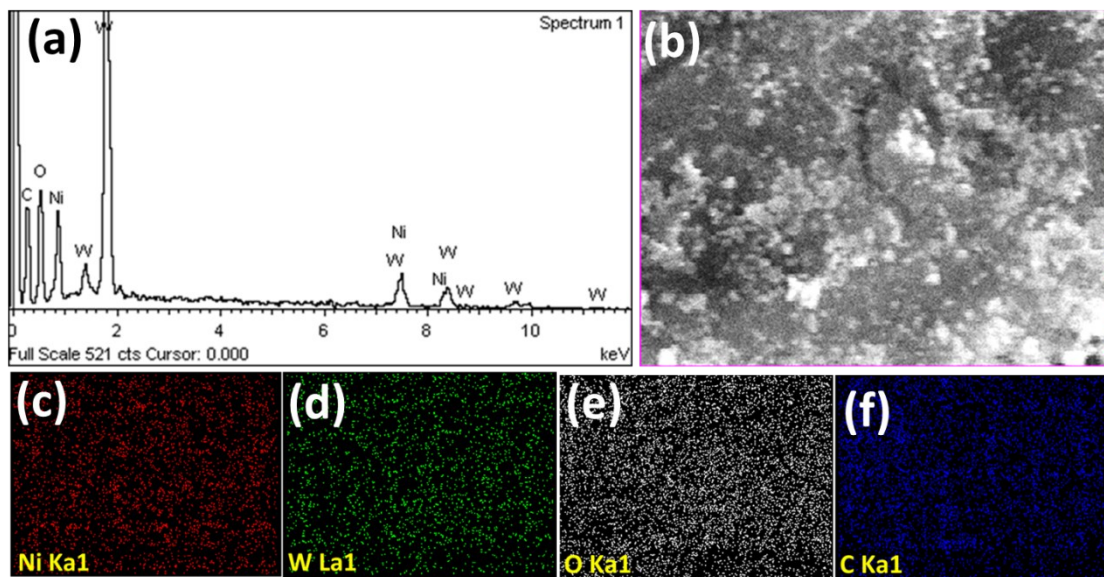 (a)
Spectrum 1
W
O
C
Ni
W
Ni
W
W
Ni
W
W
W
0 2 4 6 8 10
Full Scale 521 cts Cursor: 0.000 keV
(b)
(c)
(d)
(e)
(f)
Ni Ka1
W La1
O Ka1
C Ka1